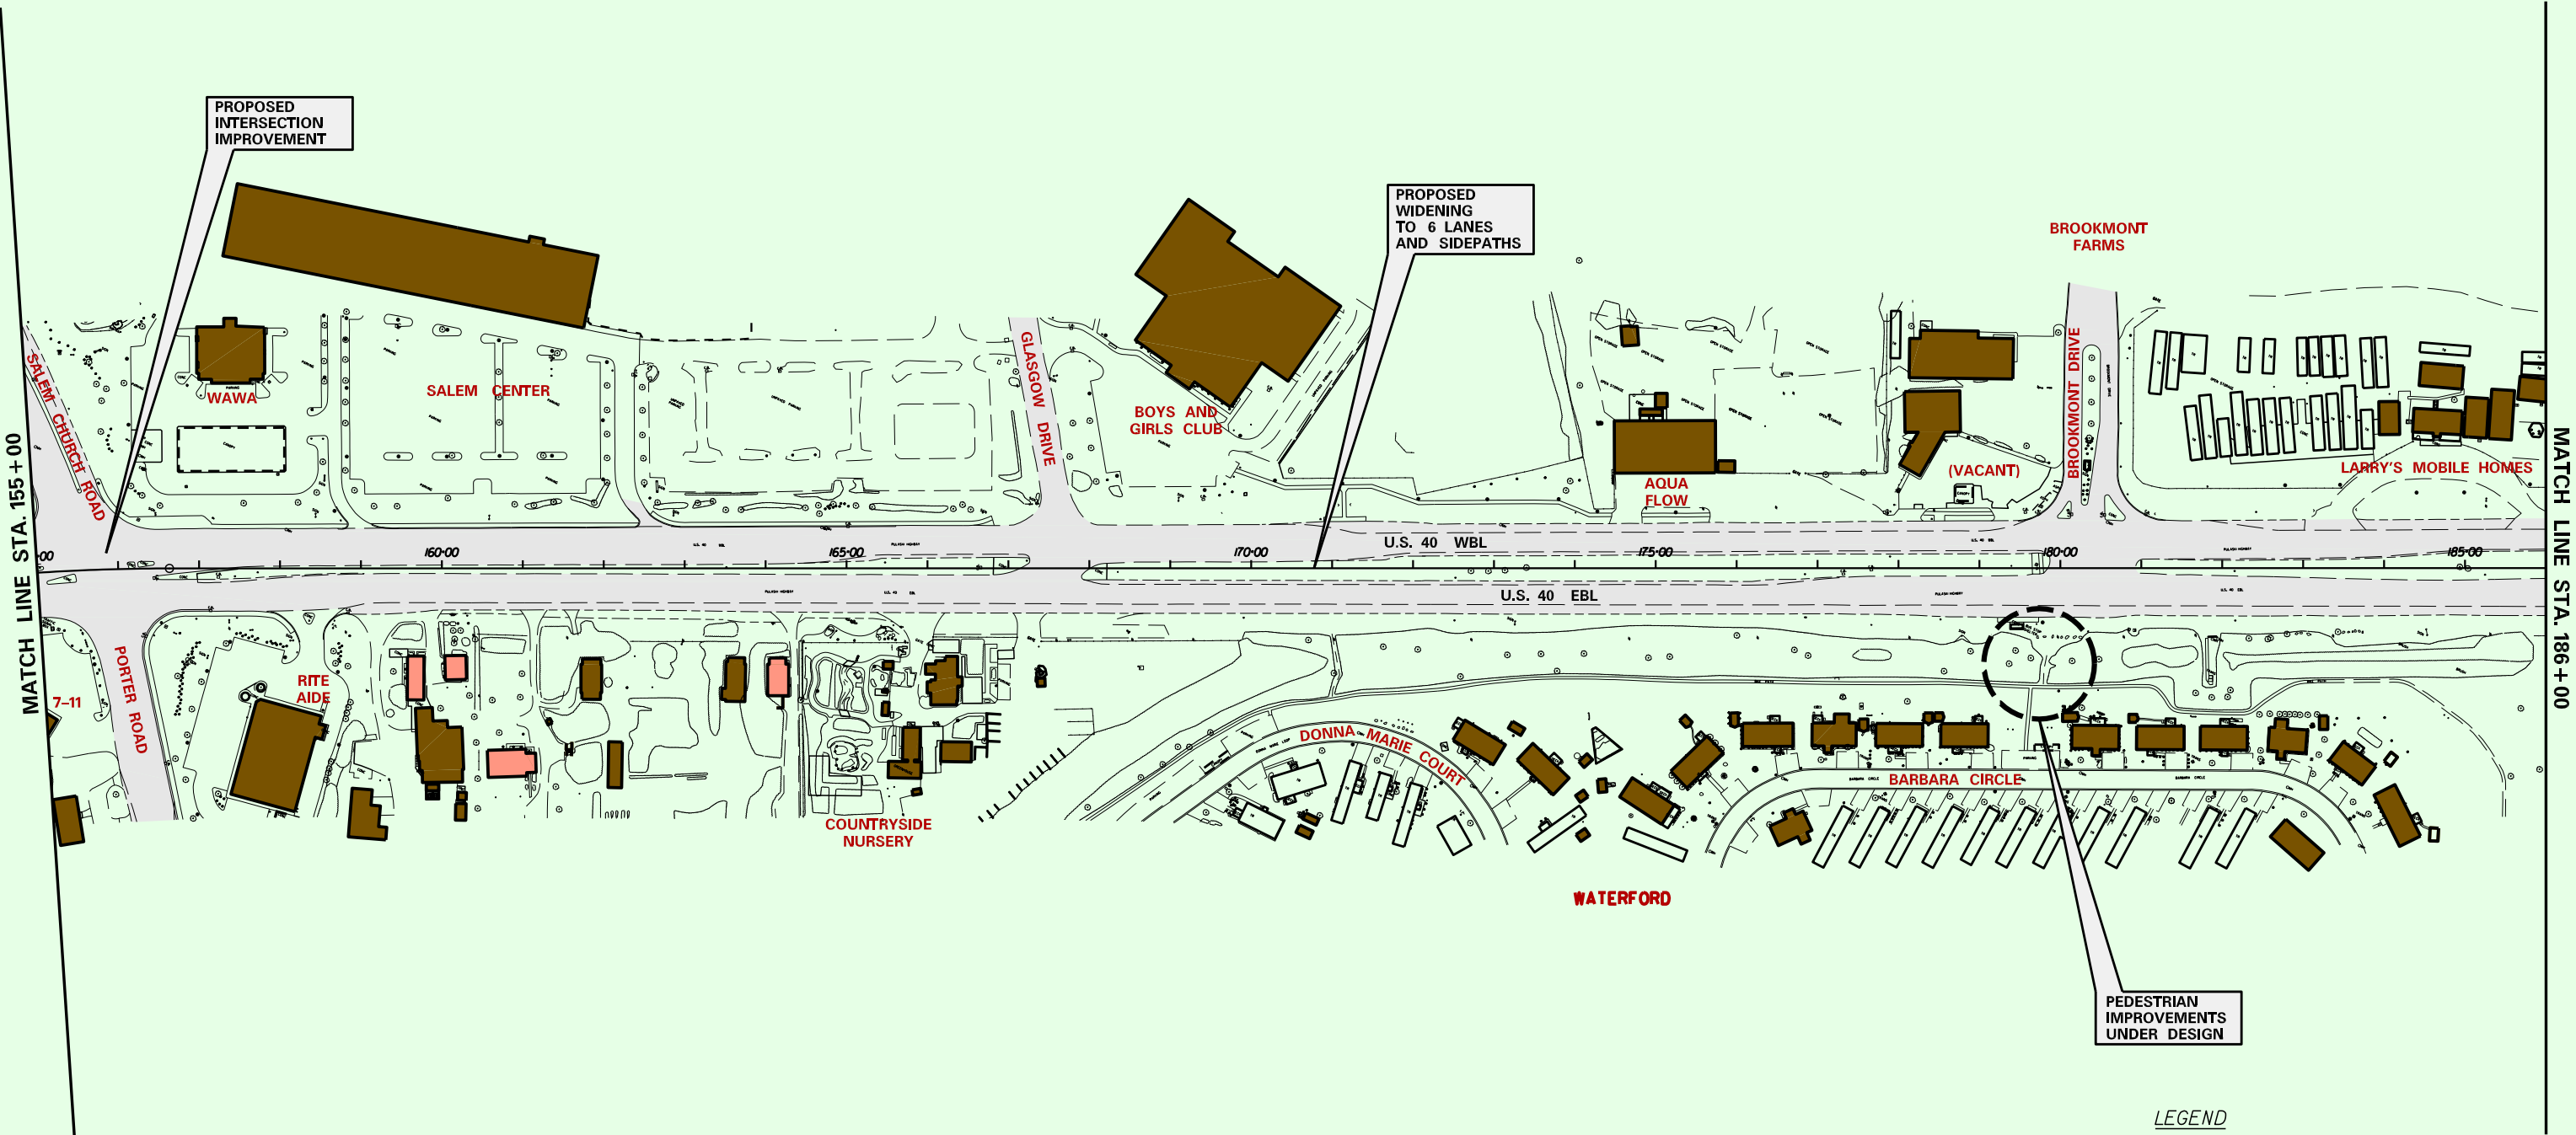 PROPOSED
INTERSECTION
IMPROVEMENT
PROPOSED
WIDENING
TO 6 LANES
AND SIDEPATHS
BROOKMONT
FARMS
SALEM CHURCH ROAD
WAWA
SALEM CENTER
GLASGOW DRIVE
BOYS AND
GIRLS CLUB
AQUA
FLOW
(VACANT)
BROOKMONT DRIVE
LARRY'S MOBILE HOMES
MATCH LINE STA. 155+00
MATCH LINE STA. 186+00
160+00
165+00
170+00
175+00
180+00
185+00
U.S. 40 WBL
U.S. 40 EBL
7-11
PORTER ROAD
RITE
AIDE
COUNTRYSIDE
NURSERY
DONNA MARIE COURT
BARBARA CIRCLE
WATERFORD
PEDESTRIAN
IMPROVEMENTS
UNDER DESIGN
LEGEND